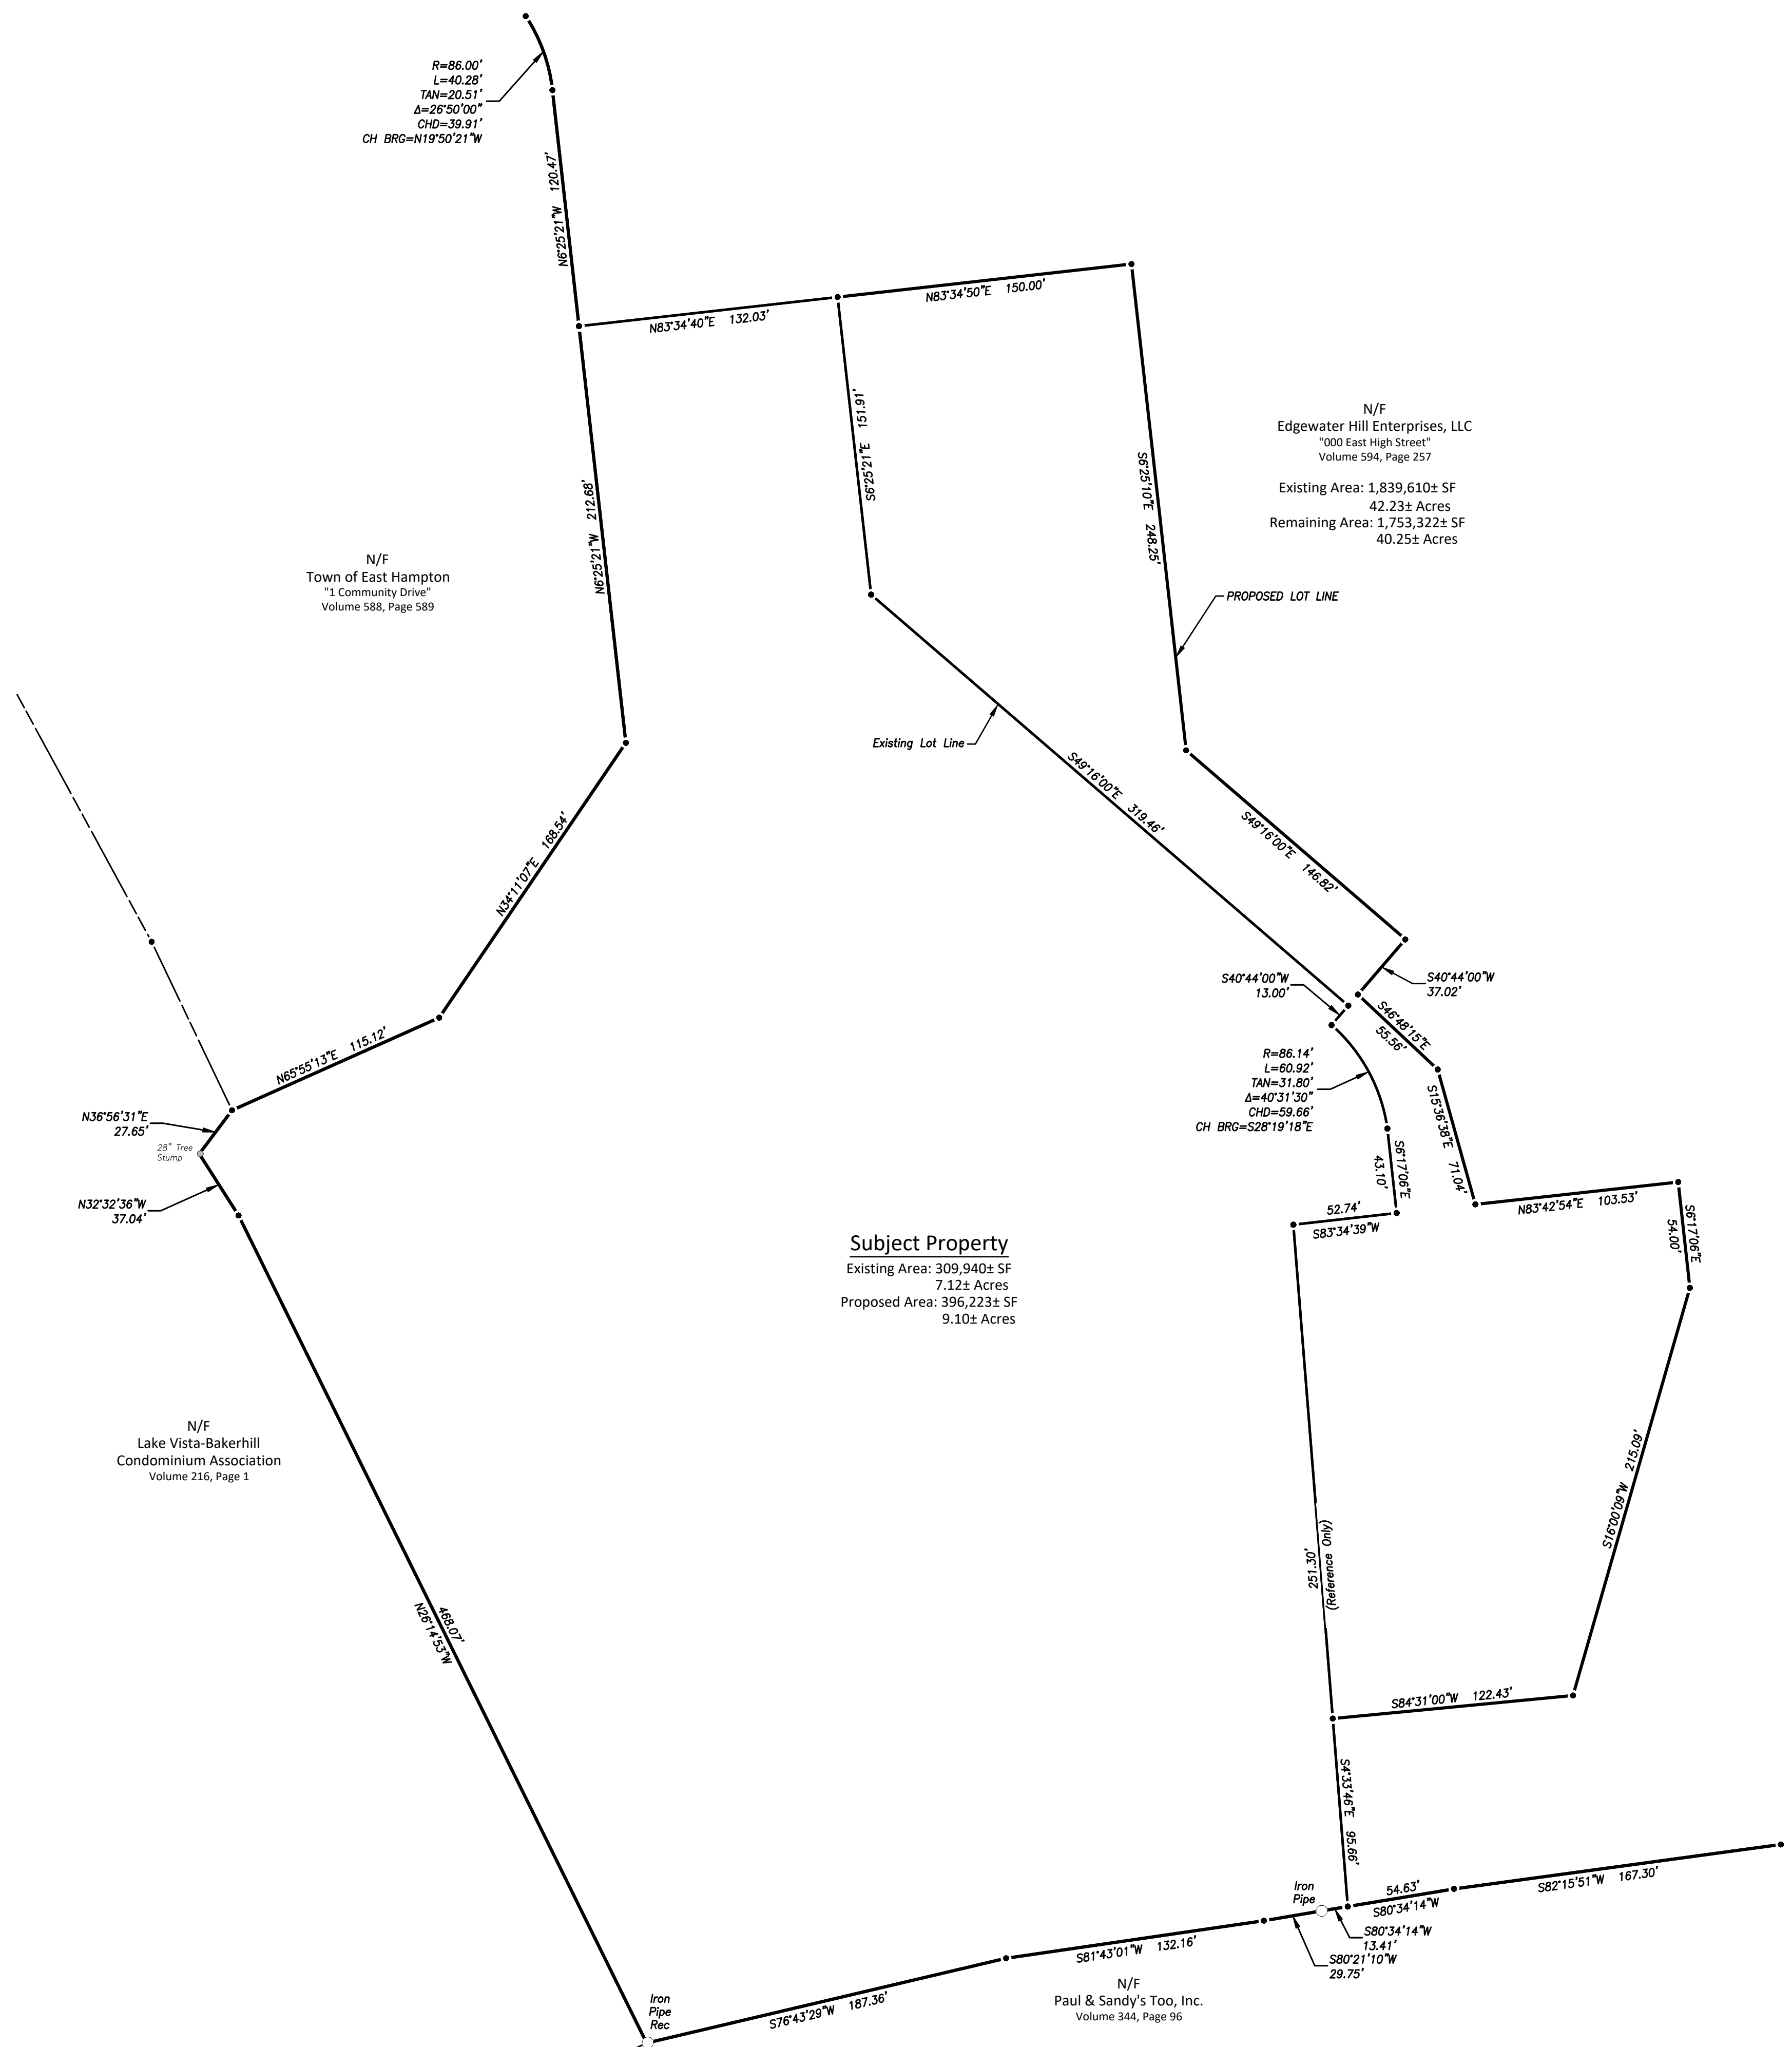 R=86.00'
L=40.28'
TAN=20.51'
Δ=26°50'00"
CHD=39.91'
CH BRG=N19°50'21"W
N6°25'21"W 120.47'
N83°34'40"E 132.03'
N83°34'50"E 150.00'
S6°25'21"E 151.91'
S6°25'10"E 248.25'
N/F
Edgewater Hill Enterprises, LLC
"000 East High Street"
Volume 594, Page 257
Existing Area: 1,839,610± SF
42.23± Acres
Remaining Area: 1,753,322± SF
40.25± Acres
N6°25'21"W 212.68'
N/F
Town of East Hampton
"1 Community Drive"
Volume 588, Page 589
PROPOSED LOT LINE
Existing Lot Line
S49°16'00"E 319.46'
S49°16'00"E 146.82'
N34°11'07"E 168.54'
S40°44'00"W
13.00'
S40°44'00"W
37.02'
S46°48'15"E
55.56'
N65°55'13"E 115.12'
R=86.14'
L=60.92'
TAN=31.80'
Δ=40°31'30"
CHD=59.66'
CH BRG=S28°19'18"E
S15°36'38"E 71.04'
N36°56'31"E
27.65'
28" Tree
Stump
S6°17'06"E
43.10'
N32°32'36"W
37.04'
52.74'
S83°34'39"W
N83°42'54"E 103.53'
S6°17'06"E
54.00'
Subject Property
Existing Area: 309,940± SF
7.12± Acres
Proposed Area: 396,223± SF
9.10± Acres
N/F
Lake Vista-Bakerhill
Condominium Association
Volume 216, Page 1
S16°00'09"W 215.09'
251.30'
(Reference Only)
468.07'
N26°14'53"W
S84°31'00"W 122.43'
S4°33'46"E 95.66'
Iron
Pipe
54.63'
S80°34'14"W
S82°15'51"W 167.30'
S80°34'14"W
13.41'
S80°21'10"W
29.75'
S81°43'01"W 132.16'
N/F
Paul & Sandy's Too, Inc.
Volume 344, Page 96
S76°43'29"W 187.36'
Iron
Pipe
Rec